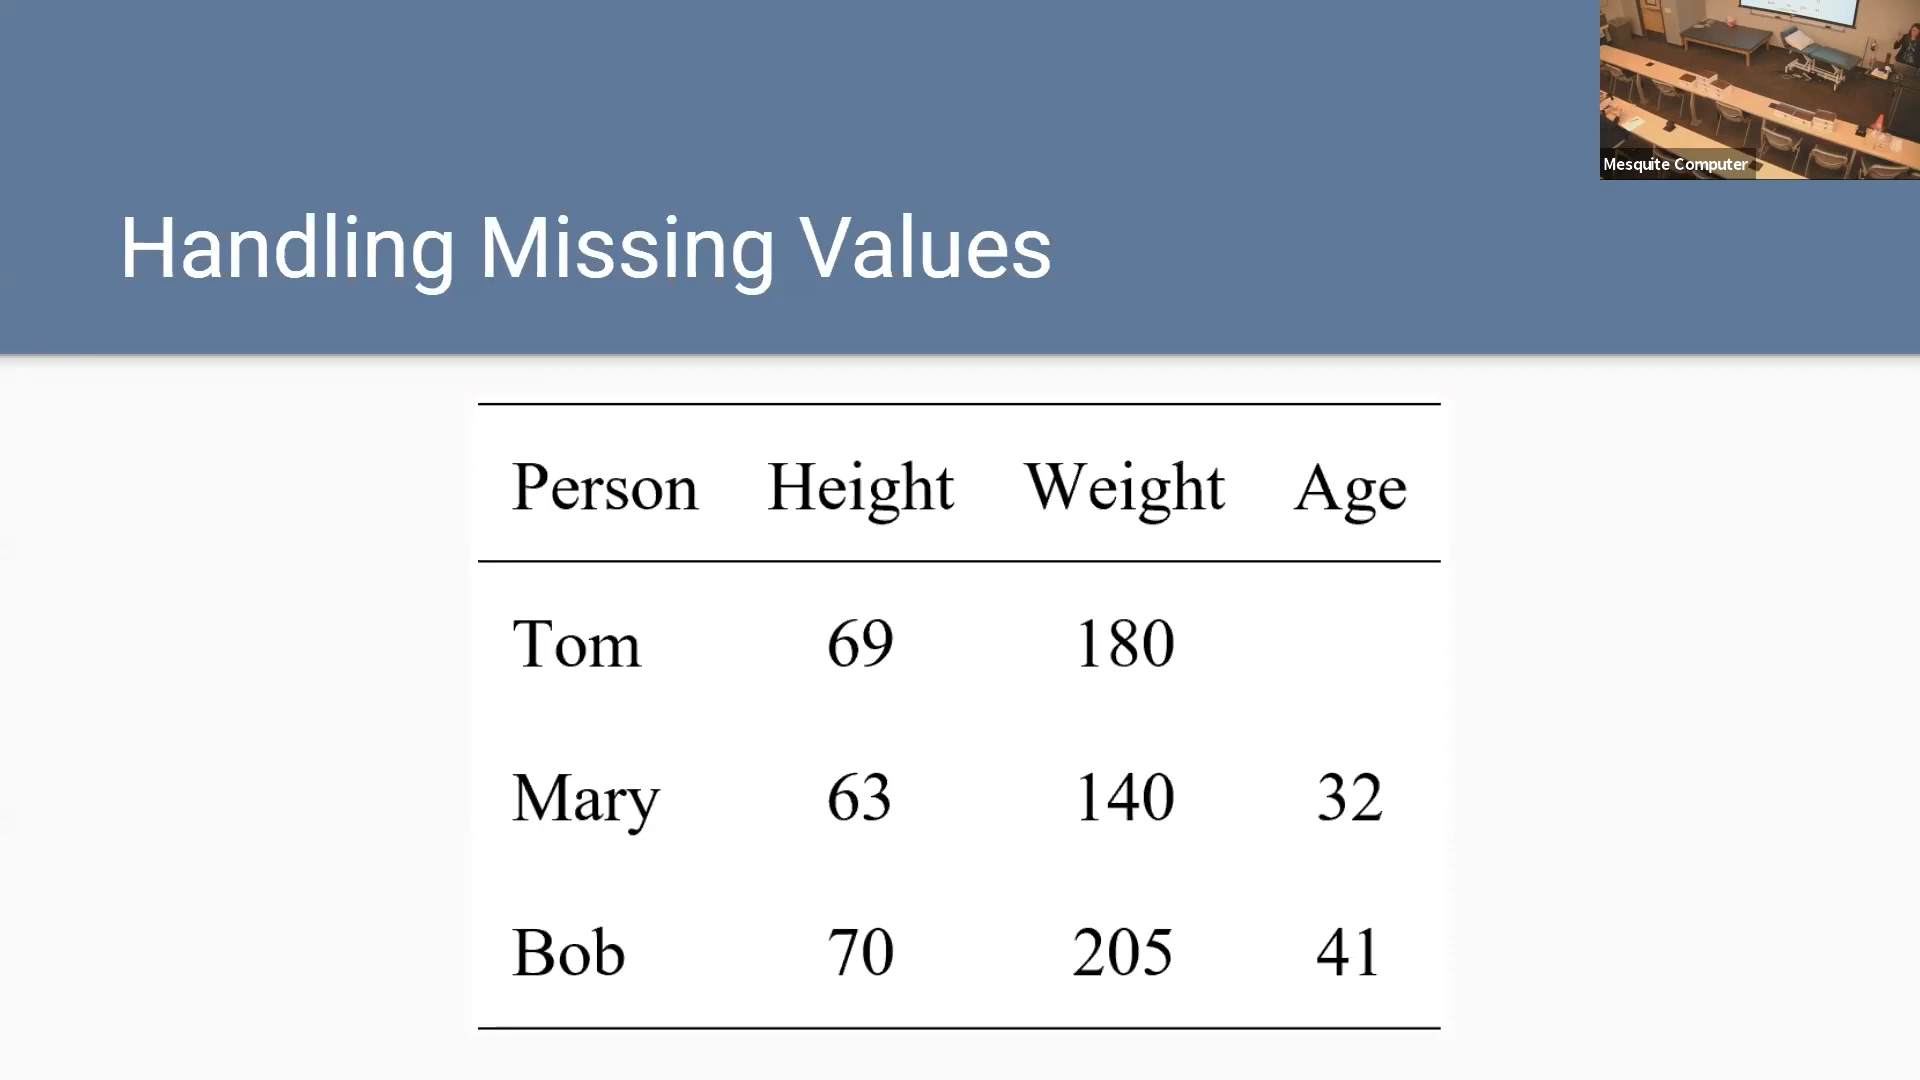 Mesquite Computer
Handling Missing Values
Person Height Weight Age
Tom 69 180
Mary 63 140 32
Bob 70 205 41